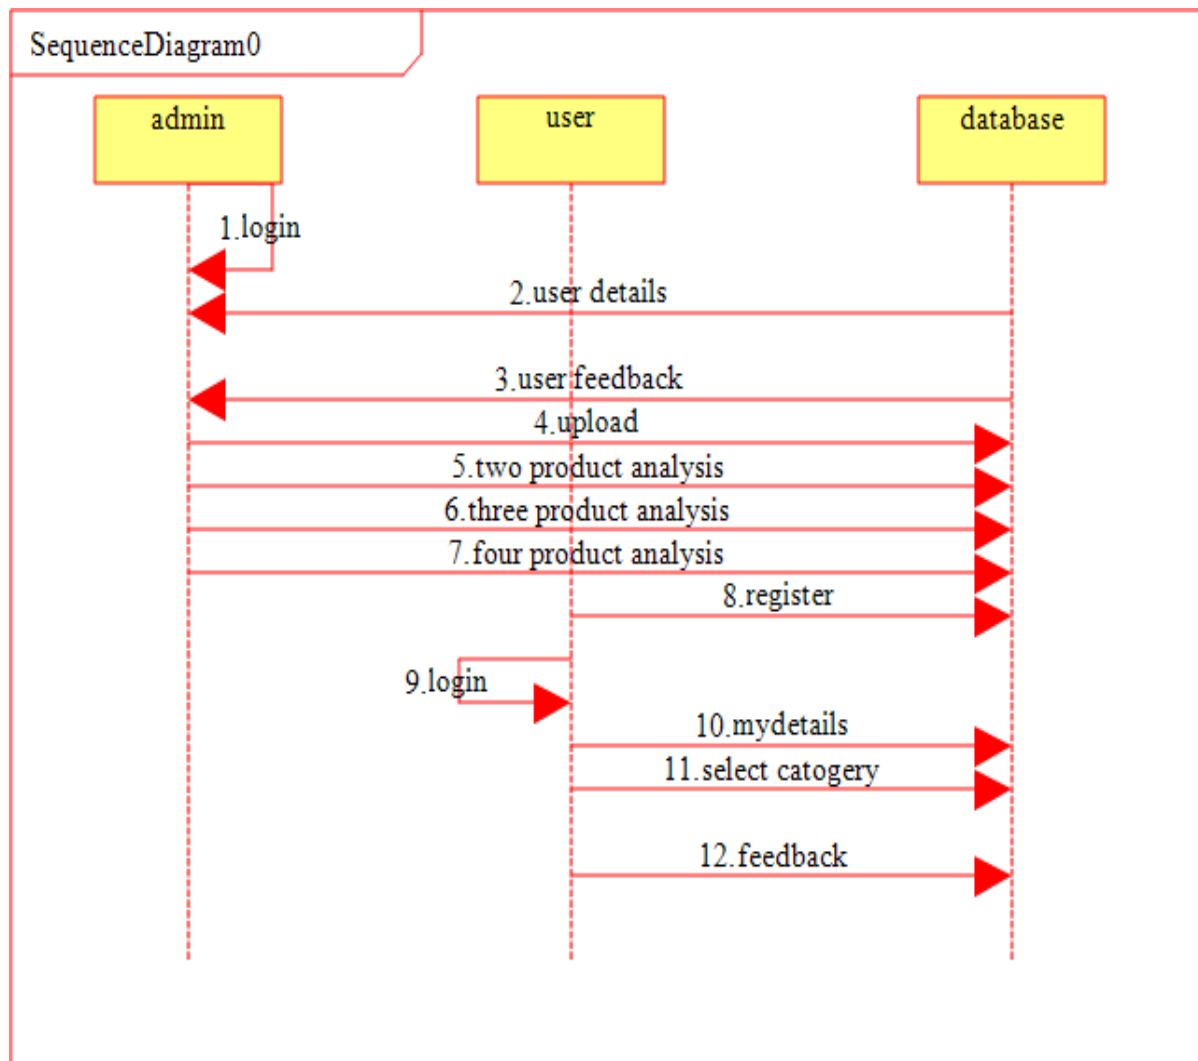 SequenceDiagram0
admin
user
database
1.login
2.user details
3.user feedback
4.upload
5.two product analysis
6.three product analysis
7.four product analysis
8.register
9.login
10.mydetails
11.select catogery
12.feedback